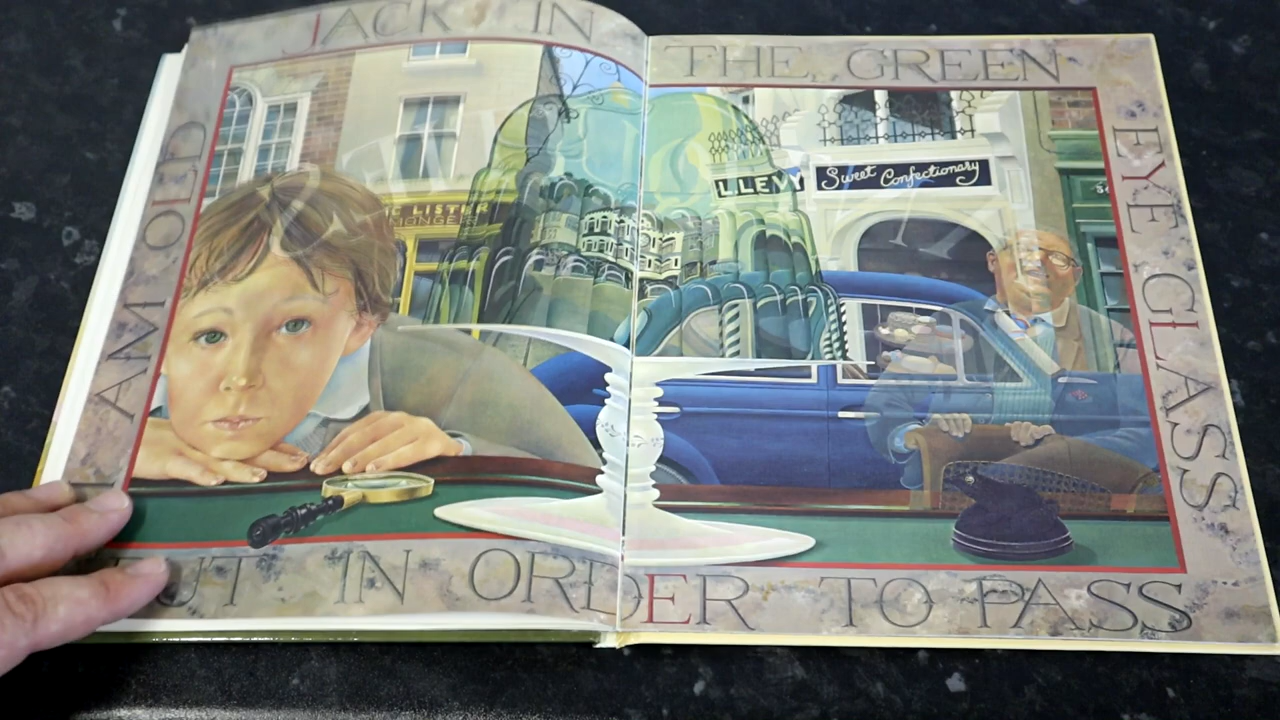 JACK IN THE GREEN
EYE GLASS
AM OLD
IN ORDER TO PASS
LISTER
L.LEVY
Sweet Confectionary